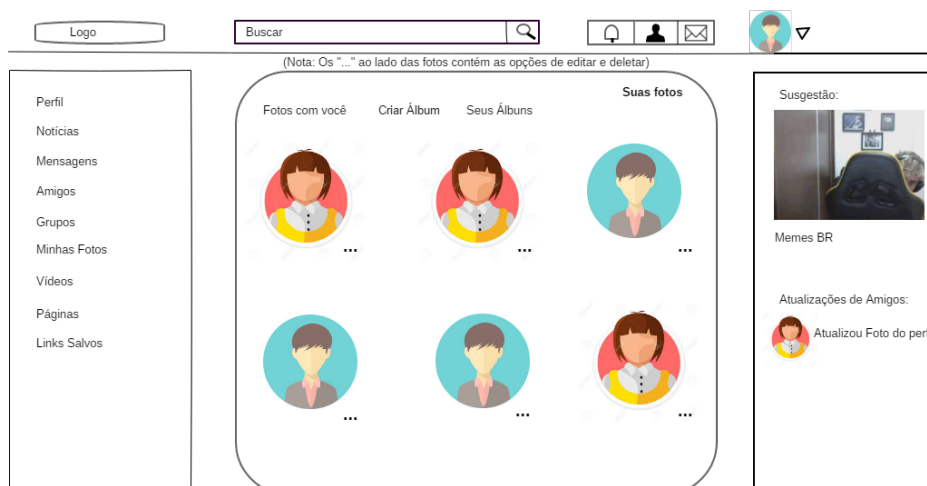 Logo
Buscar
(Nota: Os "..." ao lado das fotos contém as opções de editar e deletar)
Perfil
Notícias
Mensagens
Amigos
Grupos
Minhas Fotos
Vídeos
Páginas
Links Salvos
Suas fotos
Fotos com você
Criar Álbum
Seus Álbuns
...
...
...
...
...
...
Susgestão:
Memes BR
Atualizações de Amigos:
Atualizou Foto do perf